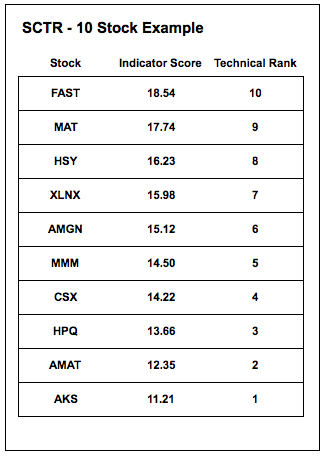 SCTR - 10 Stock Example
Stock Indicator Score Technical Rank
FAST 18.54 10
MAT 17.74 9
HSY 16.23 8
XLNX 15.98 7
AMGN 15.12 6
MMM 14.50 5
CSX 14.22 4
HPQ 13.66 3
AMAT 12.35 2
AKS 11.21 1